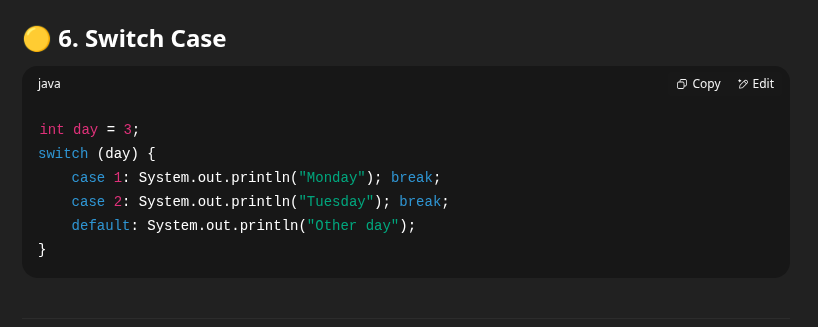 🟡 6. Switch Case
java Copy Edit
int day = 3;
switch (day) {
    case 1: System.out.println("Monday"); break;
    case 2: System.out.println("Tuesday"); break;
    default: System.out.println("Other day");
}